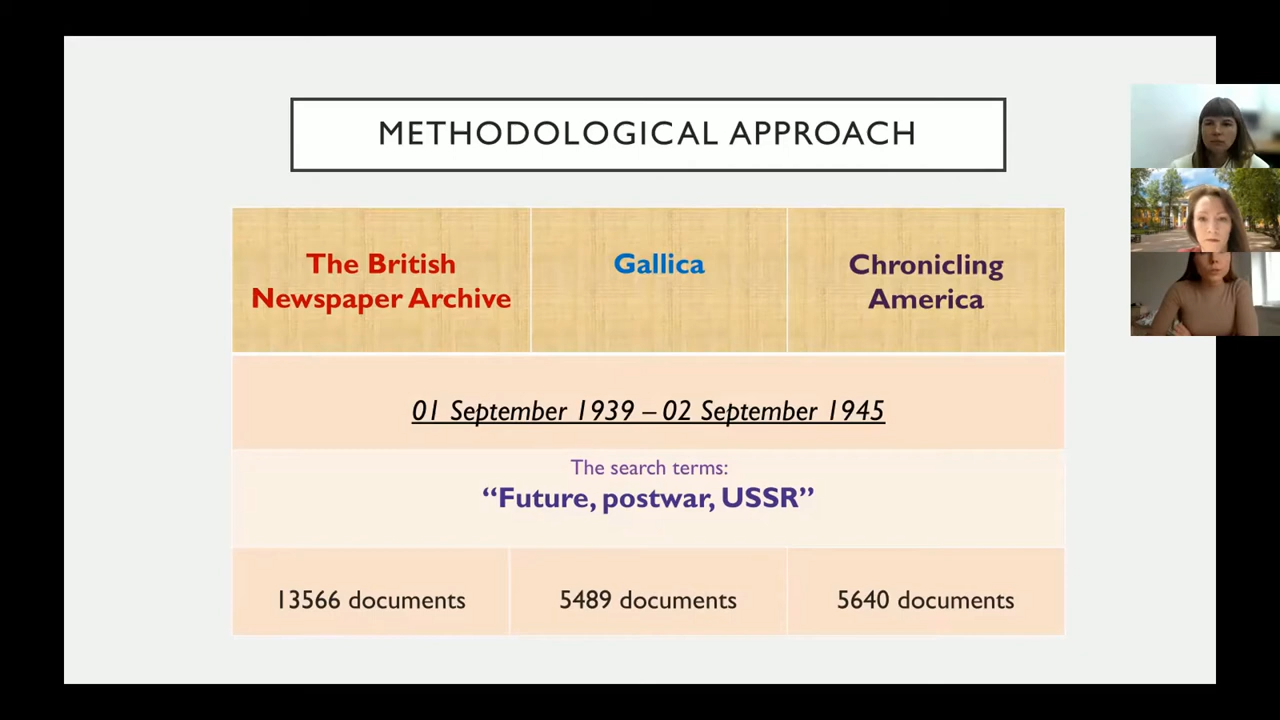 METHODOLOGICAL APPROACH
The British
Newspaper Archive
Gallica
Chronicling
America
01 September 1939 – 02 September 1945
The search terms:
“Future, postwar, USSR”
13566 documents
5489 documents
5640 documents